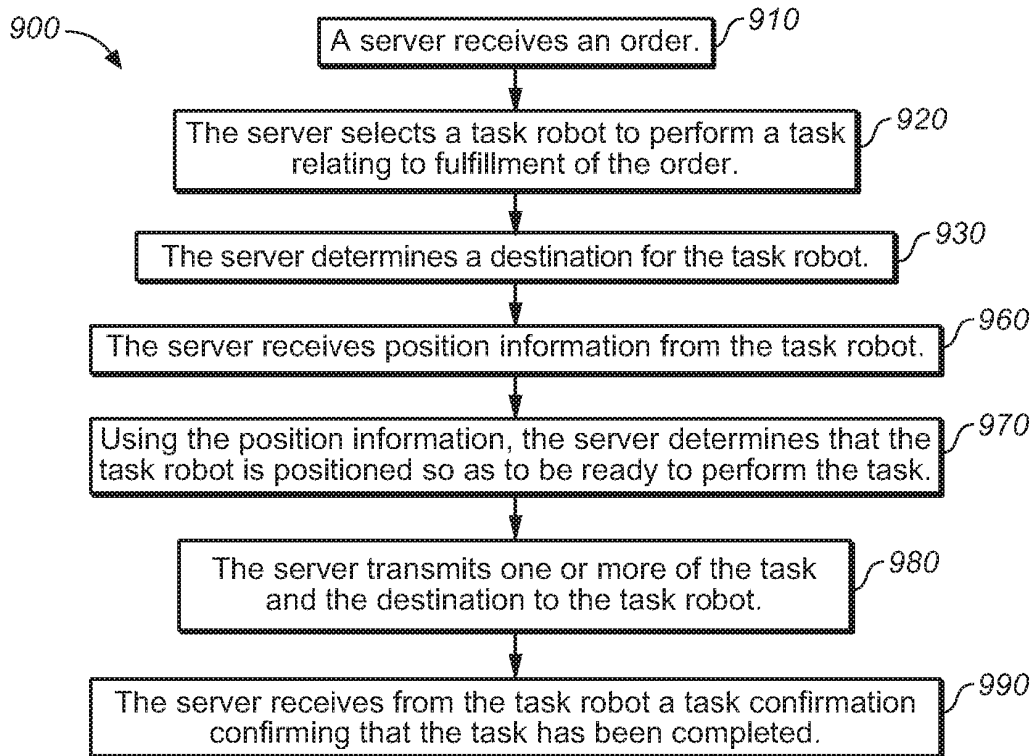 900
A server receives an order.
910
The server selects a task robot to perform a task
relating to fulfillment of the order.
920
The server determines a destination for the task robot.
930
The server receives position information from the task robot.
960
Using the position information, the server determines that the
task robot is positioned so as to be ready to perform the task.
970
The server transmits one or more of the task
and the destination to the task robot.
980
The server receives from the task robot a task confirmation
confirming that the task has been completed.
990